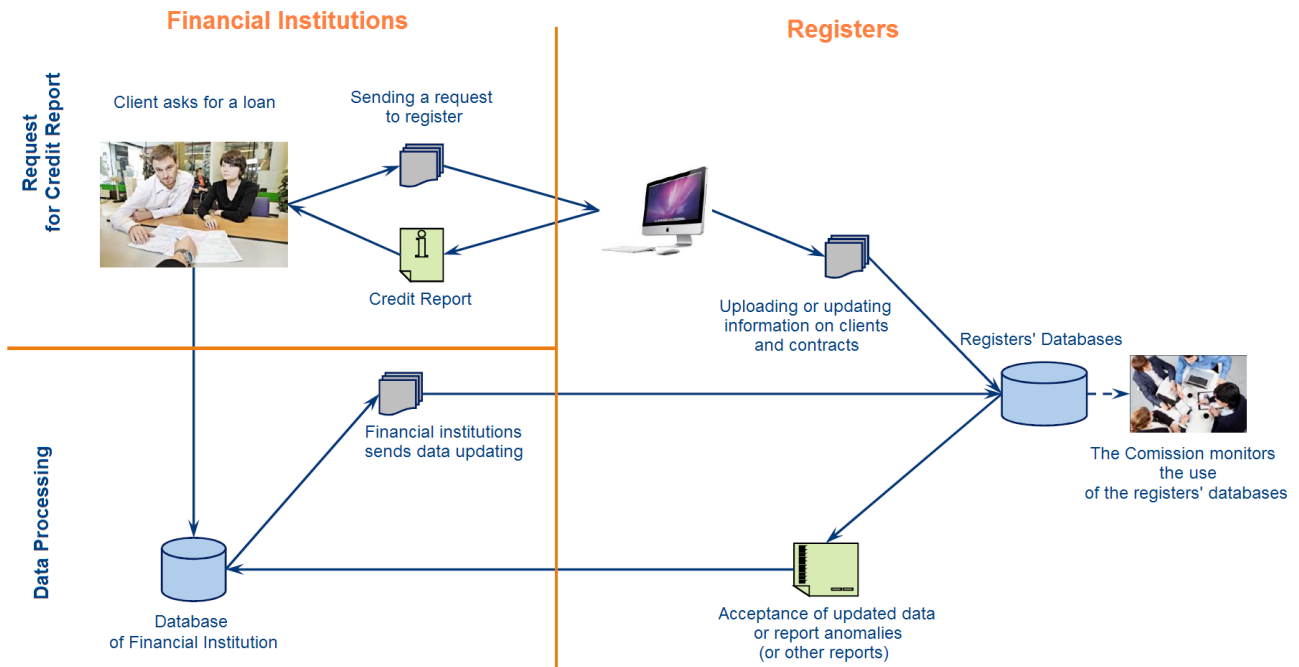 Financial Institutions
Registers
Request
for Credit Report
Client asks for a loan
Sending a request
to register
Credit Report
Uploading or updating
information on clients
and contracts
Registers' Databases
The Comission monitors
the use
of the registers' databases
Data Processing
Financial institutions
sends data updating
Database
of Financial Institution
Acceptance of updated data
or report anomalies
(or other reports)